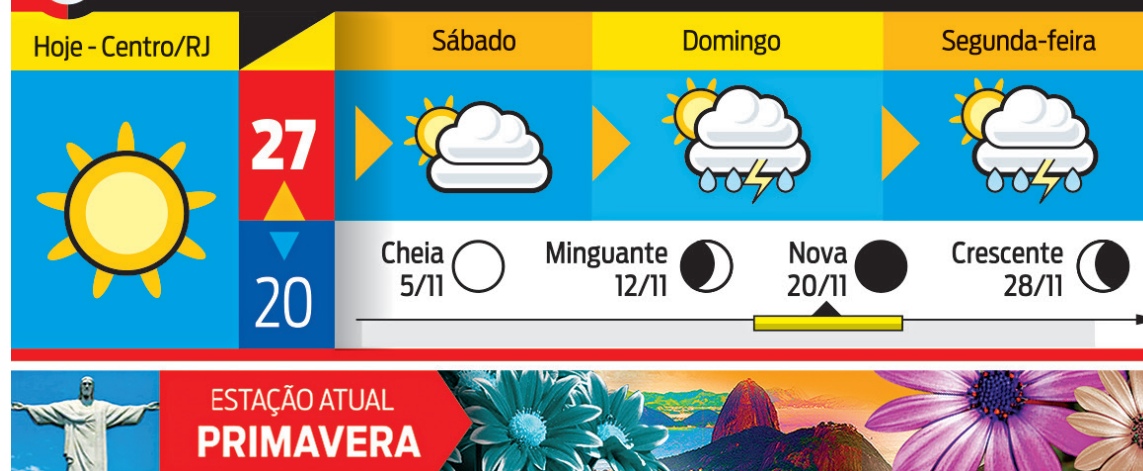 Hoje - Centro/RJ
Sábado
Domingo
Segunda-feira
27
20
Cheia
5/11
Minguante
12/11
Nova
20/11
Crescente
28/11
ESTAÇÃO ATUAL
PRIMAVERA